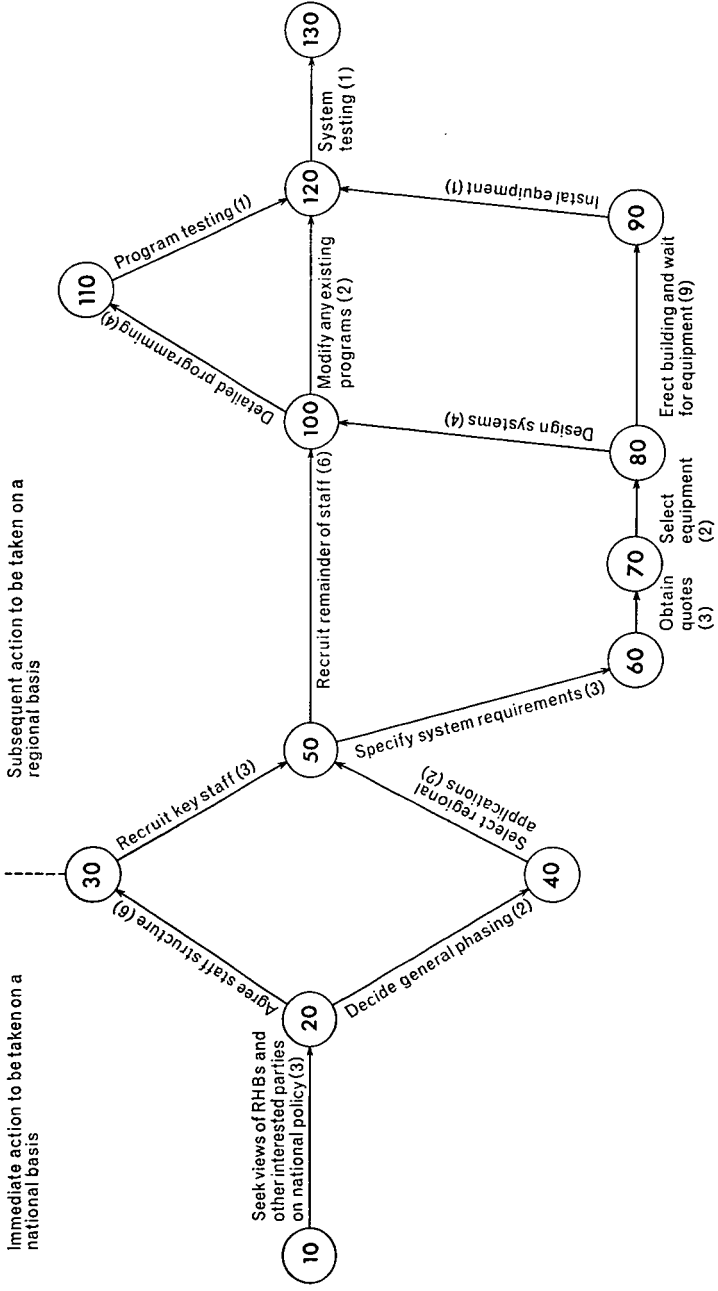 Immediate action to be taken on a
national basis
Subsequent action to be taken on a
regional basis
10
Seek views of RHBs and
other interested parties
on national policy (3)
20
Agree staff structure (6)
30
Recruit key staff (3)
Decide general phasing (2)
40
Select regional
applications (2)
50
Recruit remainder of staff (6)
Specify system requirements (3)
60
Obtain
quotes
(3)
70
Select
equipment
(2)
80
Design systems (4)
Erect building and wait
for equipment (9)
90
Instal equipment (1)
100
Detailed programming (4)
110
Program testing (1)
Modify any existing
programs (2)
120
System
testing (1)
130